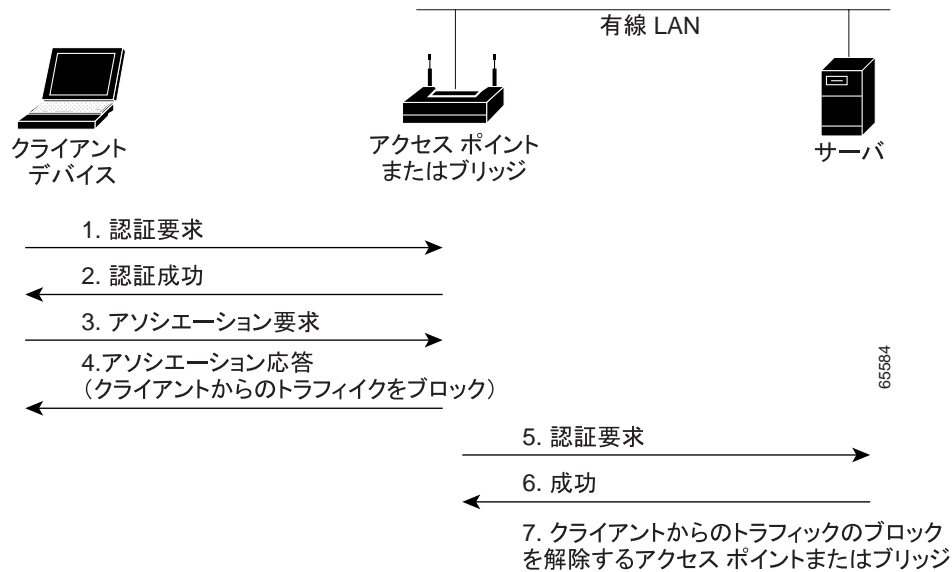 有線 LAN
クライアント
デバイス
アクセス ポイント
またはブリッジ
サーバ
1. 認証要求
2. 認証成功
3. アソシエーション要求
4.アソシエーション応答
（クライアントからのトラフィイクをブロック）
65584
5. 認証要求
6. 成功
7. クライアントからのトラフィックのブロック
を解除するアクセス ポイントまたはブリッジ